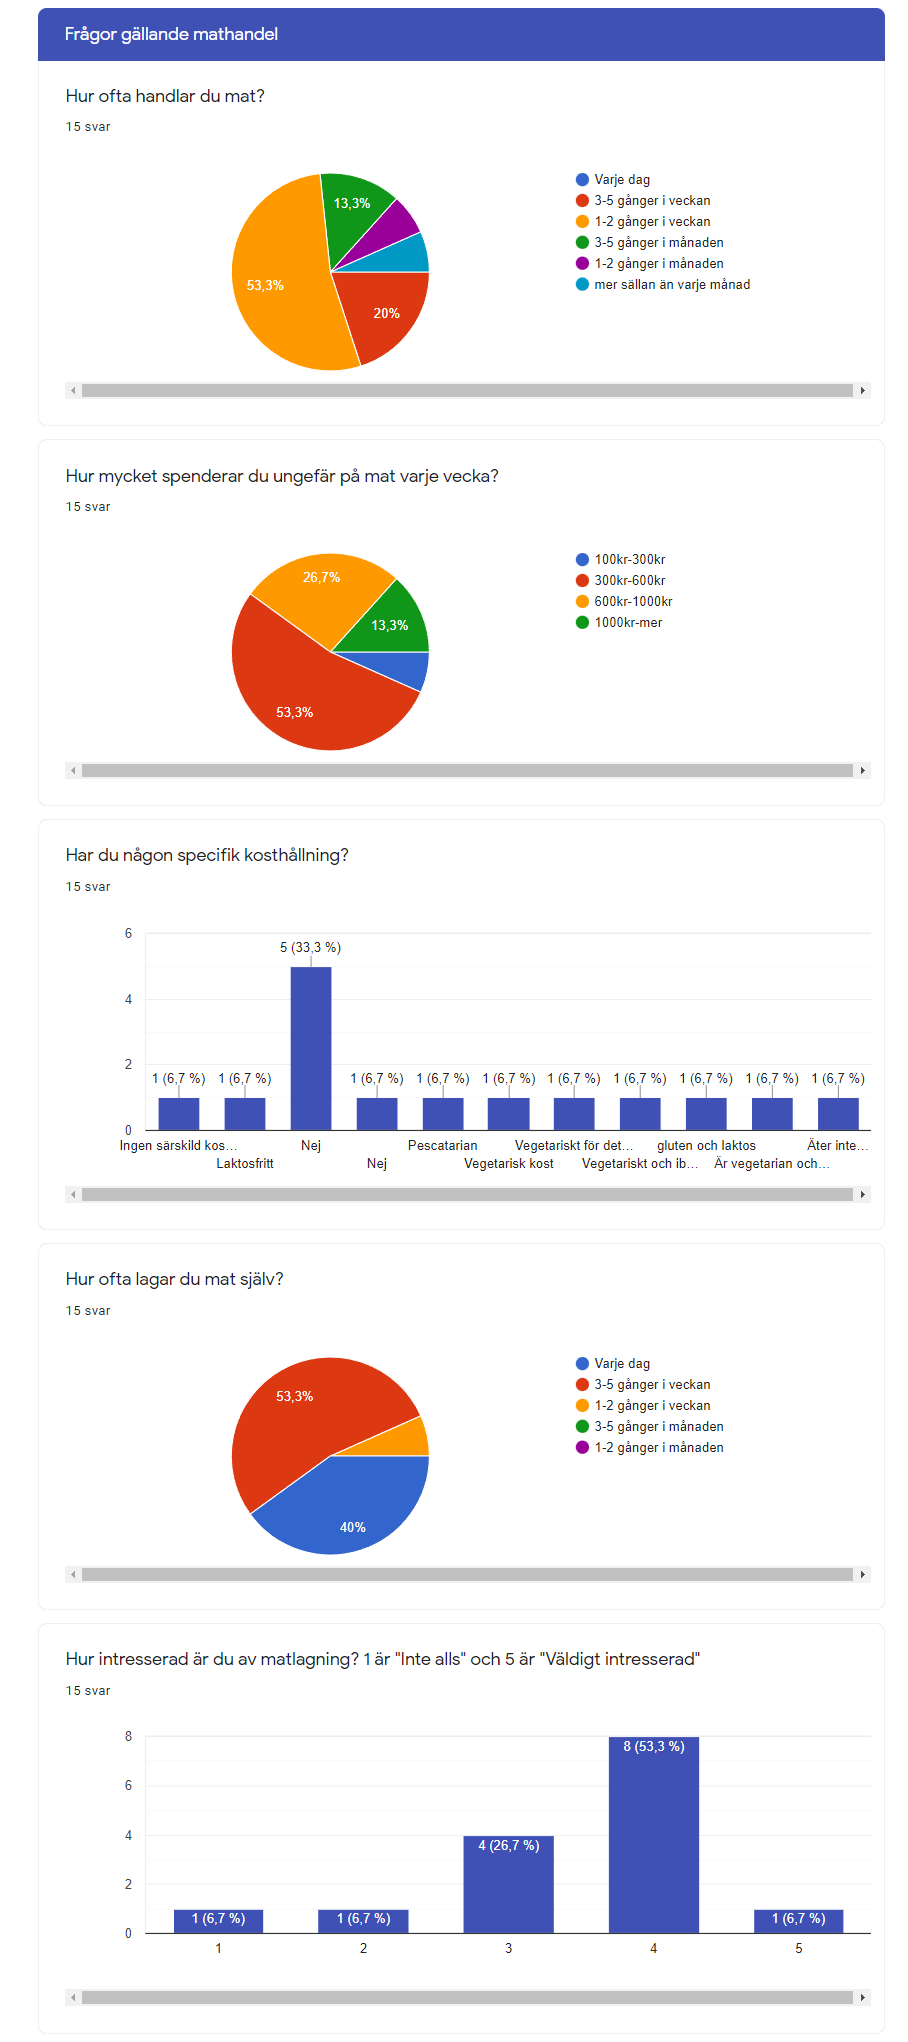 Frågor gällande mathandel
Hur ofta handlar du mat?
15 svar
13,3%
53,3%
20%
Varje dag
3-5 gånger i veckan
1-2 gånger i veckan
3-5 gånger i månaden
1-2 gånger i månaden
mer sällan än varje månad
Hur mycket spenderar du ungefär på mat varje vecka?
15 svar
26,7%
13,3%
53,3%
100kr-300kr
300kr-600kr
600kr-1000kr
1000kr-mer
Har du någon specifik kosthållning?
15 svar
6
4
2
0
5 (33,3 %)
1 (6,7 %) 1 (6,7 %) 1 (6,7 %) 1 (6,7 %) 1 (6,7 %) 1 (6,7 %) 1 (6,7 %) 1 (6,7 %) 1 (6,7 %) 1 (6,7 %)
Ingen särskild kos… Nej Pescatarian Vegetariskt för det… gluten och laktos Äter inte…
Laktosfritt Nej Vegetarisk kost Vegetariskt och ib… Är vegetarian och…
Hur ofta lagar du mat själv?
15 svar
53,3%
40%
Varje dag
3-5 gånger i veckan
1-2 gånger i veckan
3-5 gånger i månaden
1-2 gånger i månaden
Hur intresserad är du av matlagning? 1 är "Inte alls" och 5 är "Väldigt intresserad"
15 svar
8
6
4
2
0
1 (6,7 %) 1 (6,7 %) 4 (26,7 %) 8 (53,3 %) 1 (6,7 %)
1 2 3 4 5